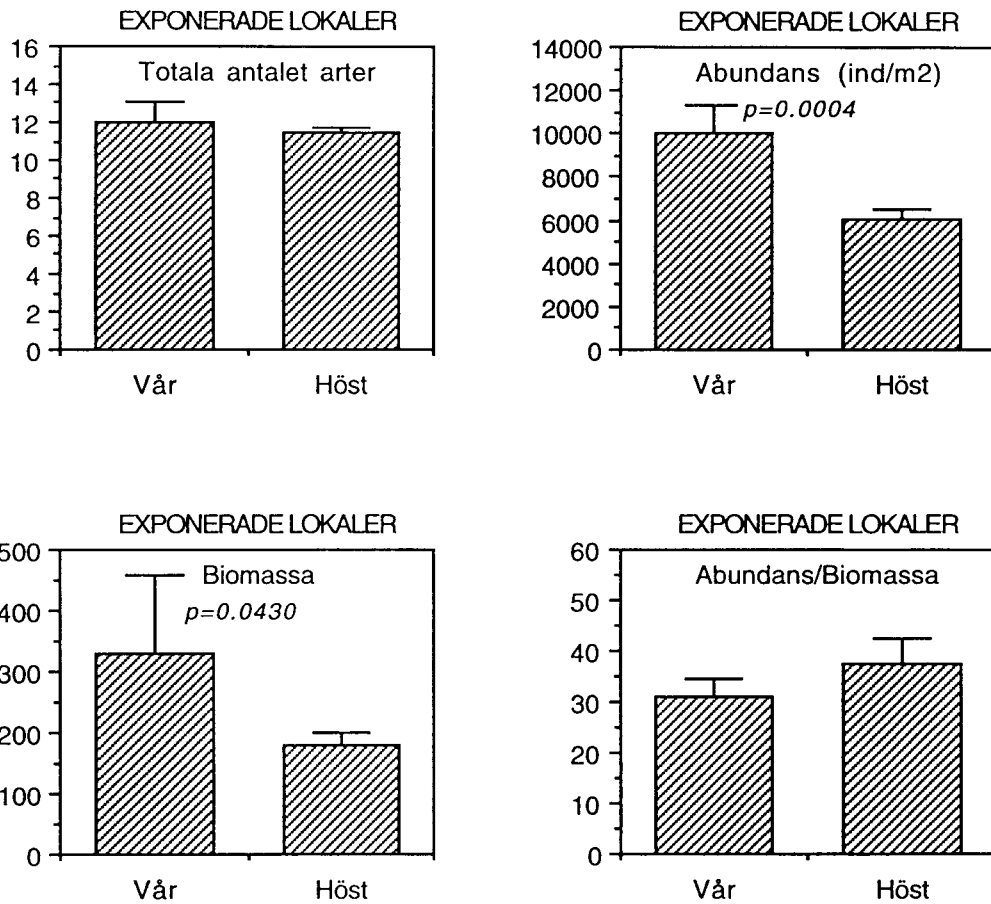 EXPONERADE LOKALER
Totala antalet arter
16
14
12
10
8
6
4
2
0
Vår Höst
EXPONERADE LOKALER
Abundans (ind/m2)
p=0.0004
14000
12000
10000
8000
6000
4000
2000
0
Vår Höst
EXPONERADE LOKALER
Biomassa
p=0.0430
500
400
300
200
100
0
Vår Höst
EXPONERADE LOKALER
Abundans/Biomassa
60
50
40
30
20
10
0
Vår Höst